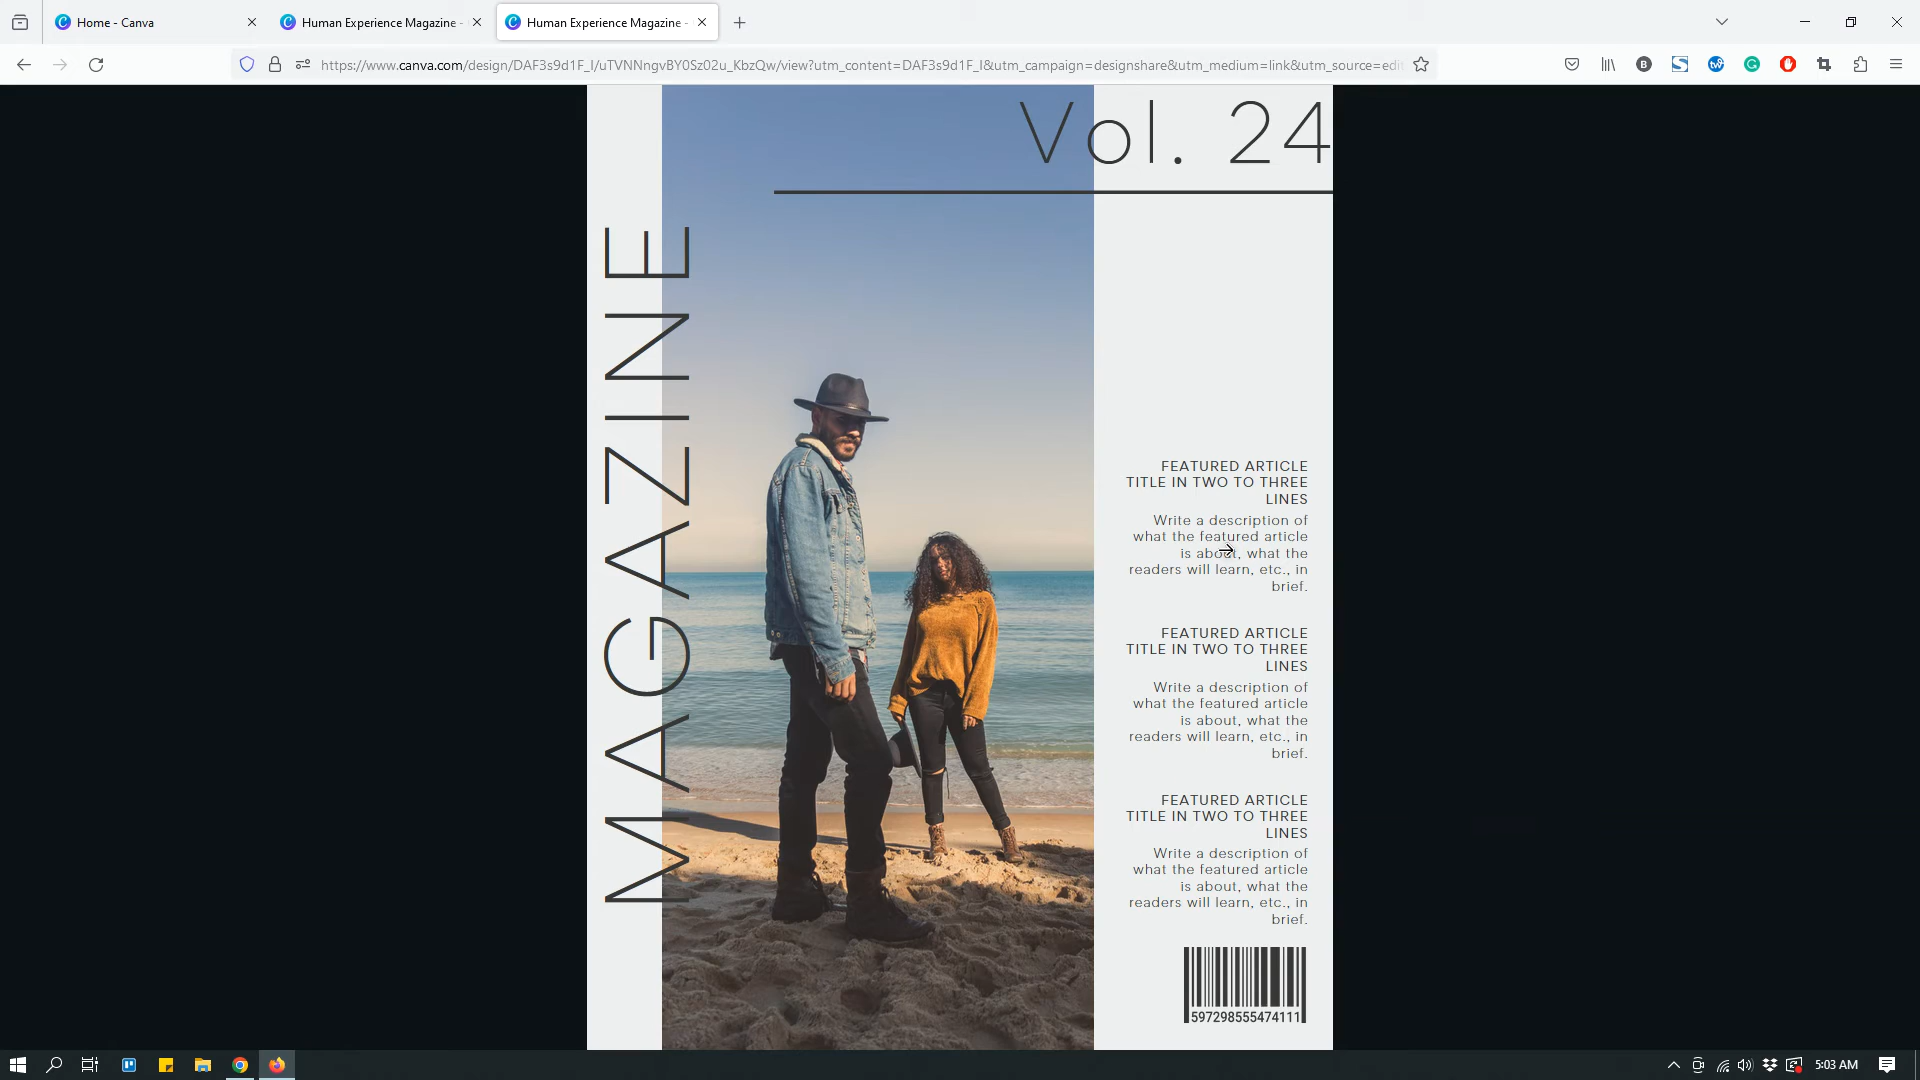 Home - Canva
Human Experience Magazine -
Human Experience Magazine -
https://www.canva.com/design/DAF3s9d1F_I/uTVNNngvBY0Sz02u_KbzQw/view?utm_content=DAF3s9d1F_I&utm_campaign=designshare&utm_medium=link&utm_source=edi
Vol. 24
MAGAZINE
FEATURED ARTICLE
TITLE IN TWO TO THREE
LINES
Write a description of
what the featured article
is about, what the
readers will learn, etc., in
brief.
FEATURED ARTICLE
TITLE IN TWO TO THREE
LINES
Write a description of
what the featured article
is about, what the
readers will learn, etc., in
brief.
FEATURED ARTICLE
TITLE IN TWO TO THREE
LINES
Write a description of
what the featured article
is about, what the
readers will learn, etc., in
brief.
597298555474111
5:03 AM